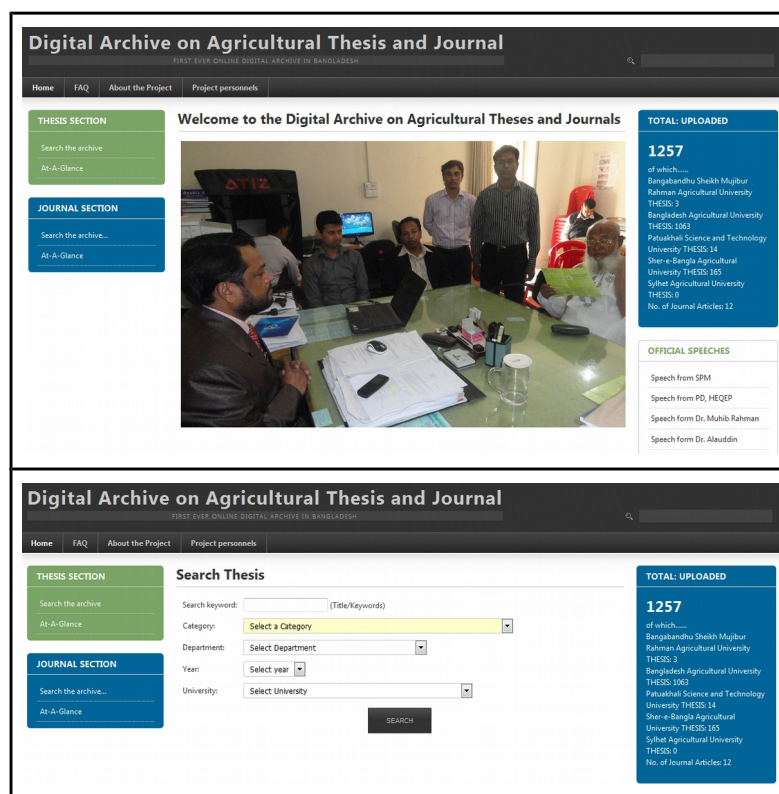 Digital Archive on Agricultural Thesis and Journal
FIRST EVER ONLINE DIGITAL ARCHIVE IN BANGLADESH
Home FAQ About the Project Project personnels
THESIS SECTION
Search the archive
At-A-Glance
JOURNAL SECTION
Search the archive...
At-A-Glance
Welcome to the Digital Archive on Agricultural Theses and Journals
ATIZ
TOTAL: UPLOADED
1257
of which......
Bangabandhu Sheikh Mujibur
Rahman Agricultural University
THESIS: 3
Bangladesh Agricultural University
THESIS: 1063
Patuakhali Science and Technology
University THESIS: 14
Sher-e-Bangla Agricultural
University THESIS: 165
Sylhet Agricultural University
THESIS: 0
No. of Journal Articles: 12
OFFICIAL SPEECHES
Speech from SPM
Speech from PD, HEQEP
Speech form Dr. Muhib Rahman
Speech form Dr. Alauddin
Digital Archive on Agricultural Thesis and Journal
FIRST EVER ONLINE DIGITAL ARCHIVE IN BANGLADESH
Home FAQ About the Project Project personnels
THESIS SECTION
Search the archive
At-A-Glance
JOURNAL SECTION
Search the archive...
At-A-Glance
Search Thesis
Search keyword: (Title/Keywords)
Category: Select a Category
Department: Select Department
Year: Select year
University: Select University
SEARCH
TOTAL: UPLOADED
1257
of which......
Bangabandhu Sheikh Mujibur
Rahman Agricultural University
THESIS: 3
Bangladesh Agricultural University
THESIS: 1063
Patuakhali Science and Technology
University THESIS: 14
Sher-e-Bangla Agricultural
University THESIS: 165
Sylhet Agricultural University
THESIS: 0
No. of Journal Articles: 12